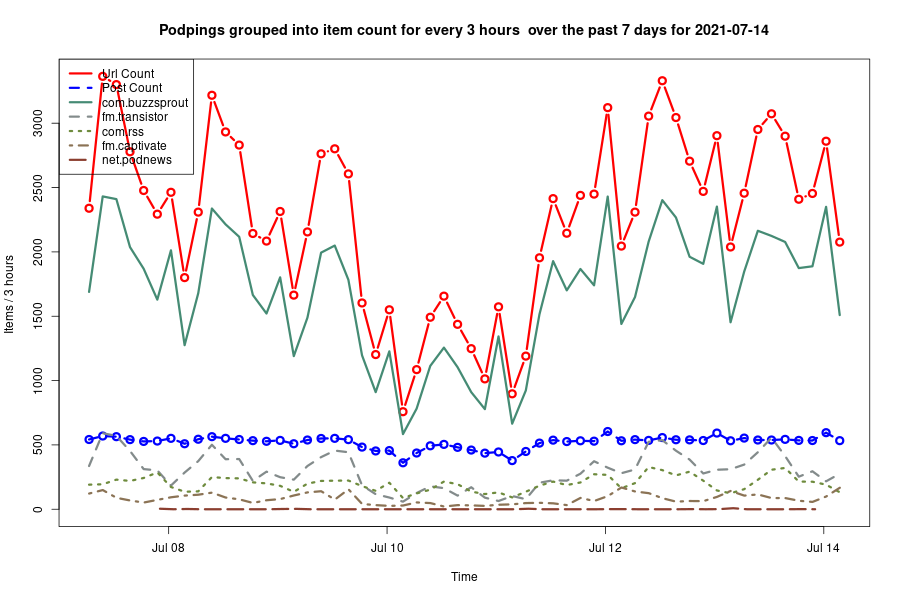 Podpings grouped into item count for every 3 hours  over the past 7 days for 2021-07-14
Url Count
Post Count
com.buzzsprout
fm.transistor
com.rss
fm.captivate
net.podnews
Items / 3 hours
3000
2500
2000
1500
1000
500
0
Jul 08
Jul 10
Jul 12
Jul 14
Time